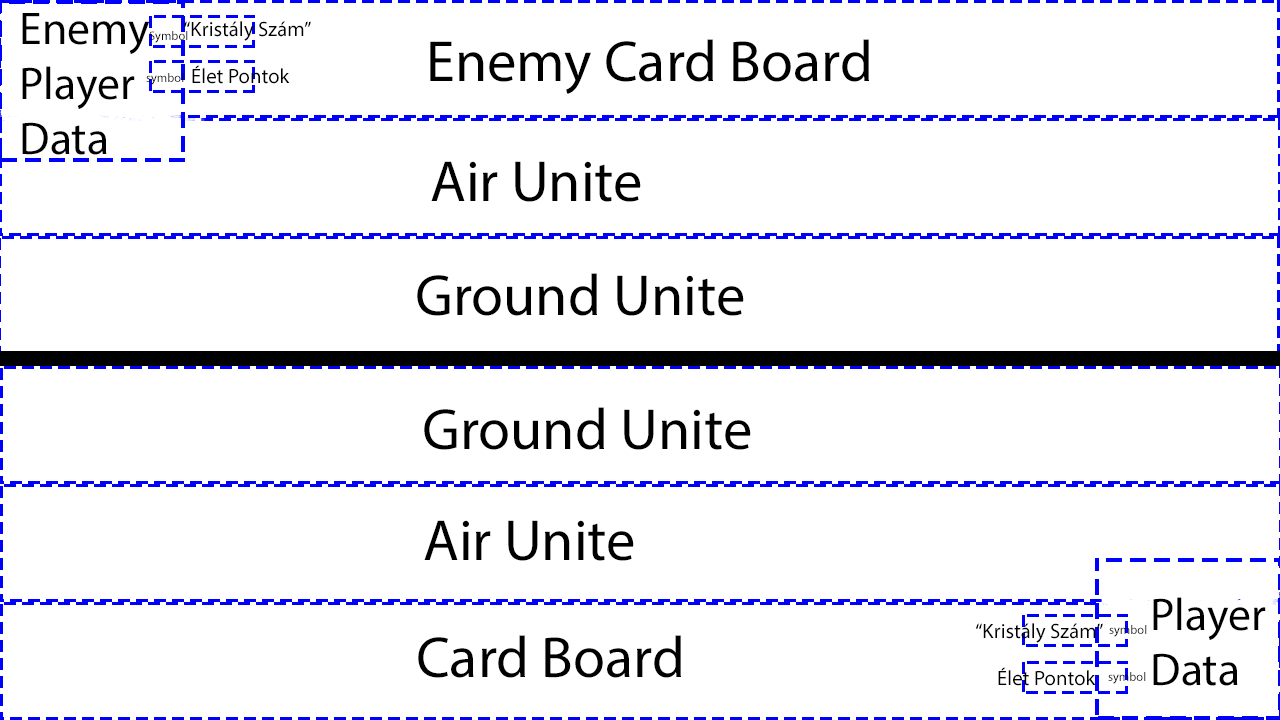 Enemy
Player
Data
symbol "Kristály Szám"
symbol Élet Pontok
Enemy Card Board
Air Unite
Ground Unite
Ground Unite
Air Unite
Card Board
"Kristály Szám" symbol
Élet Pontok symbol
Player
Data